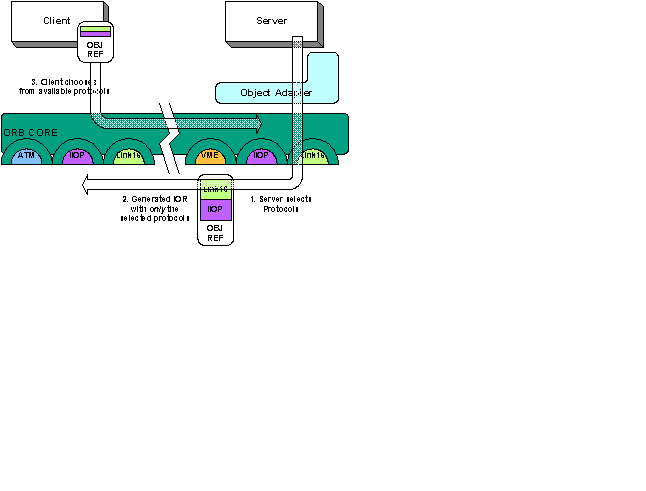 Client
Server
OBJ
REF
3. Client chooses
from available protocols
Object Adapter
ORB CORE
ATM
IIOP
Link16
VME
IIOP
Link16
2. Generated IOR
with only the
selected protocols
Link16
IIOP
OBJ
REF
1. Server selects
Protocols